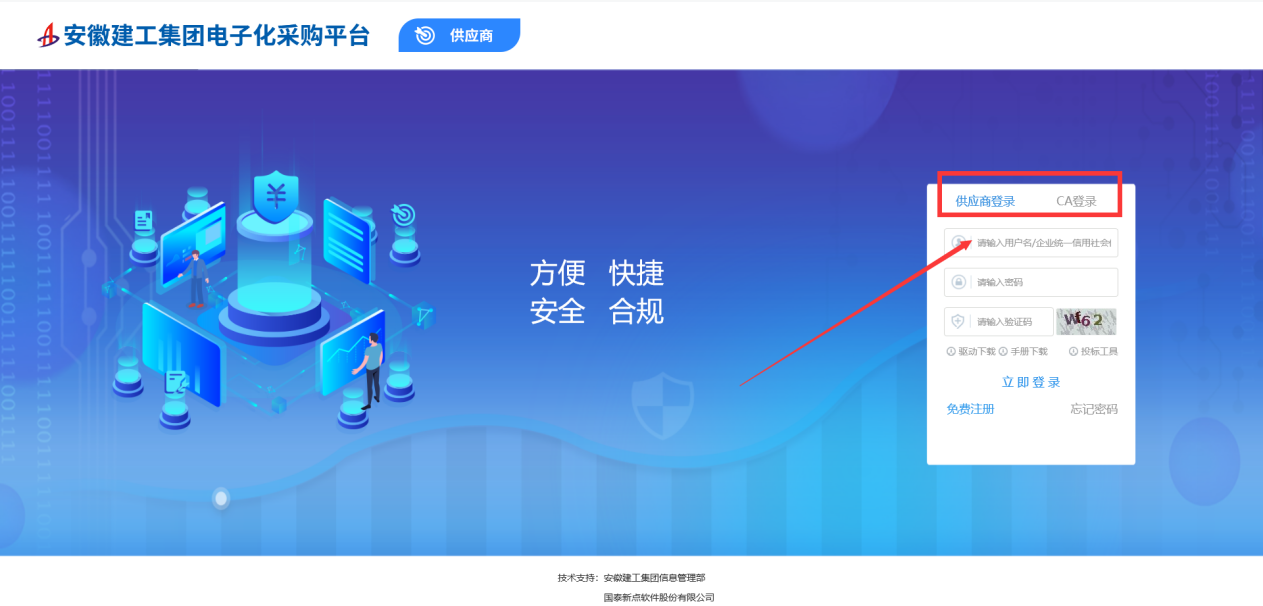 安徽建工集团电子化采购平台
供应商
供应商登录 CA登录
请输入用户名/企业统一信用社会
方便 快捷
安全 合规
请输入密码
请输入验证码
Wf62
驱动下载 手册下载 投标工具
立即登录
免费注册 忘记密码
技术支持：安徽建工集团信息管理部
国泰新点软件股份有限公司